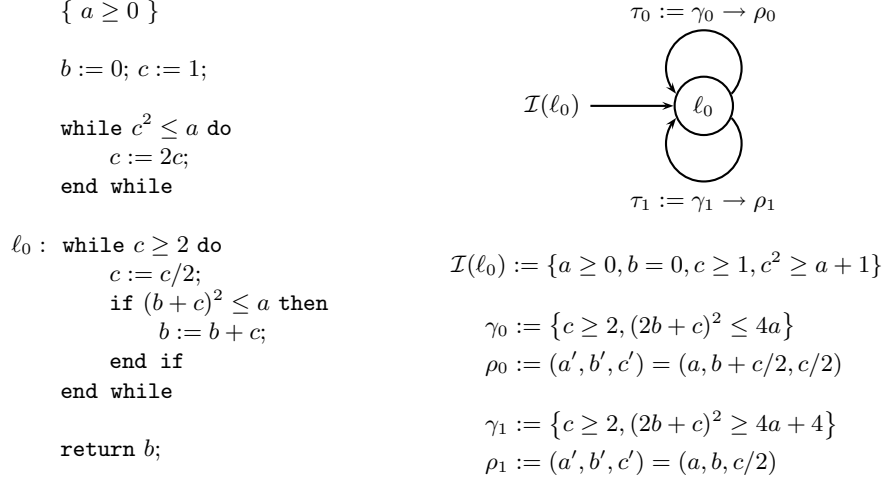 { a ≥ 0 }
b := 0; c := 1;
while c² ≤ a do
c := 2c;
end while
ℓ₀ : while c ≥ 2 do
c := c/2;
if (b + c)² ≤ a then
b := b + c;
end if
end while
return b;
τ₀ := γ₀ → ρ₀
I(ℓ₀)
ℓ₀
τ₁ := γ₁ → ρ₁
I(ℓ₀) := {a ≥ 0, b = 0, c ≥ 1, c² ≥ a + 1}
γ₀ := {c ≥ 2, (2b + c)² ≤ 4a}
ρ₀ := (a′, b′, c′) = (a, b + c/2, c/2)
γ₁ := {c ≥ 2, (2b + c)² ≥ 4a + 4}
ρ₁ := (a′, b′, c′) = (a, b, c/2)